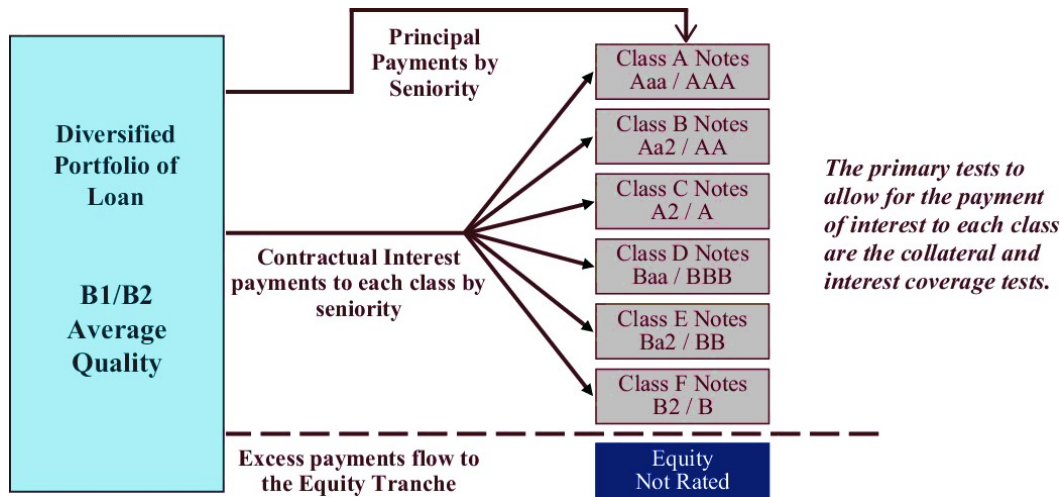 Diversified
Portfolio of
Loan
B1/B2
Average
Quality
Principal
Payments by
Seniority
Contractual Interest
payments to each class by
seniority
Excess payments flow to
the Equity Tranche
Class A Notes
Aaa / AAA
Class B Notes
Aa2 / AA
Class C Notes
A2 / A
Class D Notes
Baa / BBB
Class E Notes
Ba2 / BB
Class F Notes
B2 / B
Equity
Not Rated
The primary tests to
allow for the payment
of interest to each class
are the collateral and
interest coverage tests.